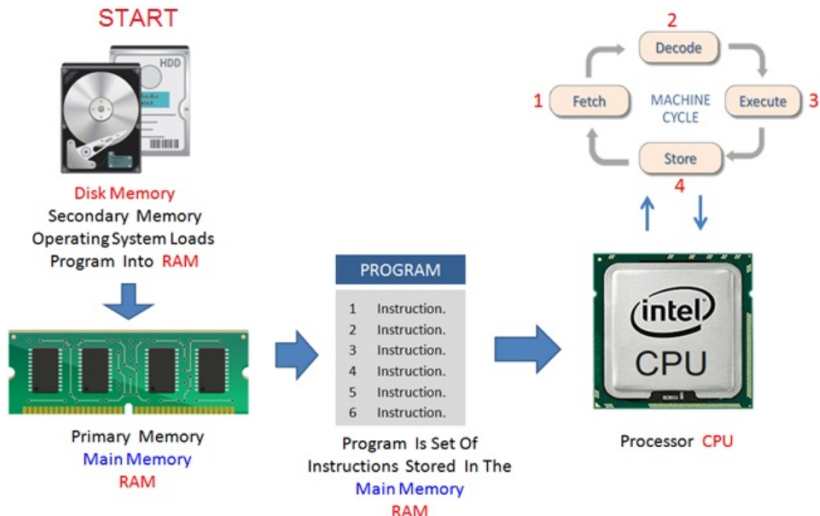 START
HDD
Disk Memory
Secondary Memory
Operating System Loads
Program Into RAM
Primary Memory
Main Memory
RAM
PROGRAM
1 Instruction.
2 Instruction.
3 Instruction.
4 Instruction.
5 Instruction.
6 Instruction.
Program Is Set Of
Instructions Stored In The
Main Memory
RAM
2
Decode
1 Fetch
MACHINE
CYCLE
Execute 3
Store
4
intel
CPU
Processor CPU